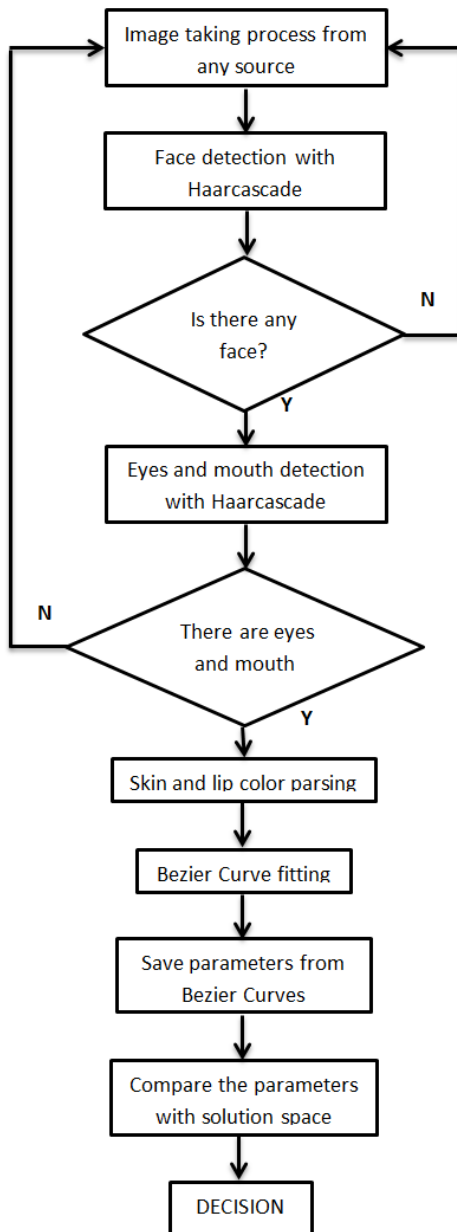 Image taking process from
any source
Face detection with
Haarcascade
Is there any
face?
N
Y
Eyes and mouth detection
with Haarcascade
N
There are eyes
and mouth
Y
Skin and lip color parsing
Bezier Curve fitting
Save parameters from
Bezier Curves
Compare the parameters
with solution space
DECISION